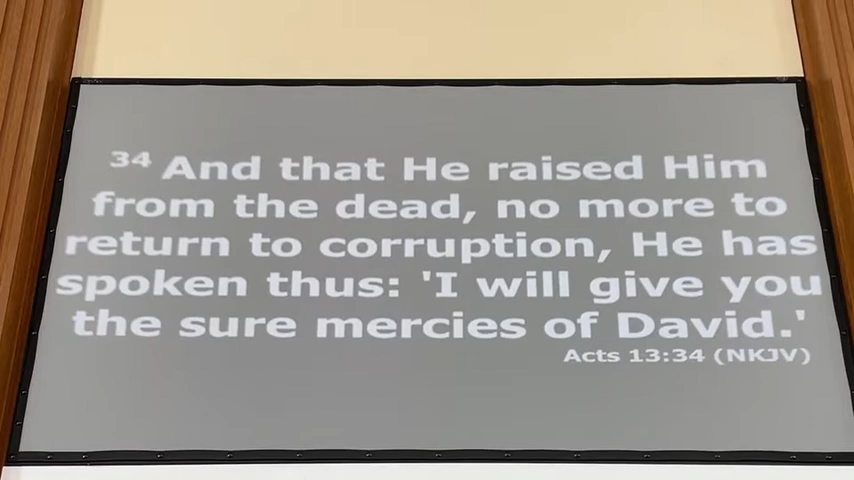 34 And that He raised Him
from the dead, no more to
return to corruption, He has
spoken thus: 'I will give you
the sure mercies of David.'
Acts 13:34 (NKJV)